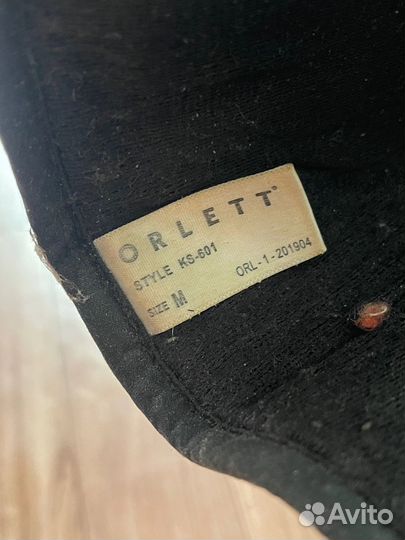 ORLETT®
STYLE KS-601
SIZE M ORL-1-201904
Avito